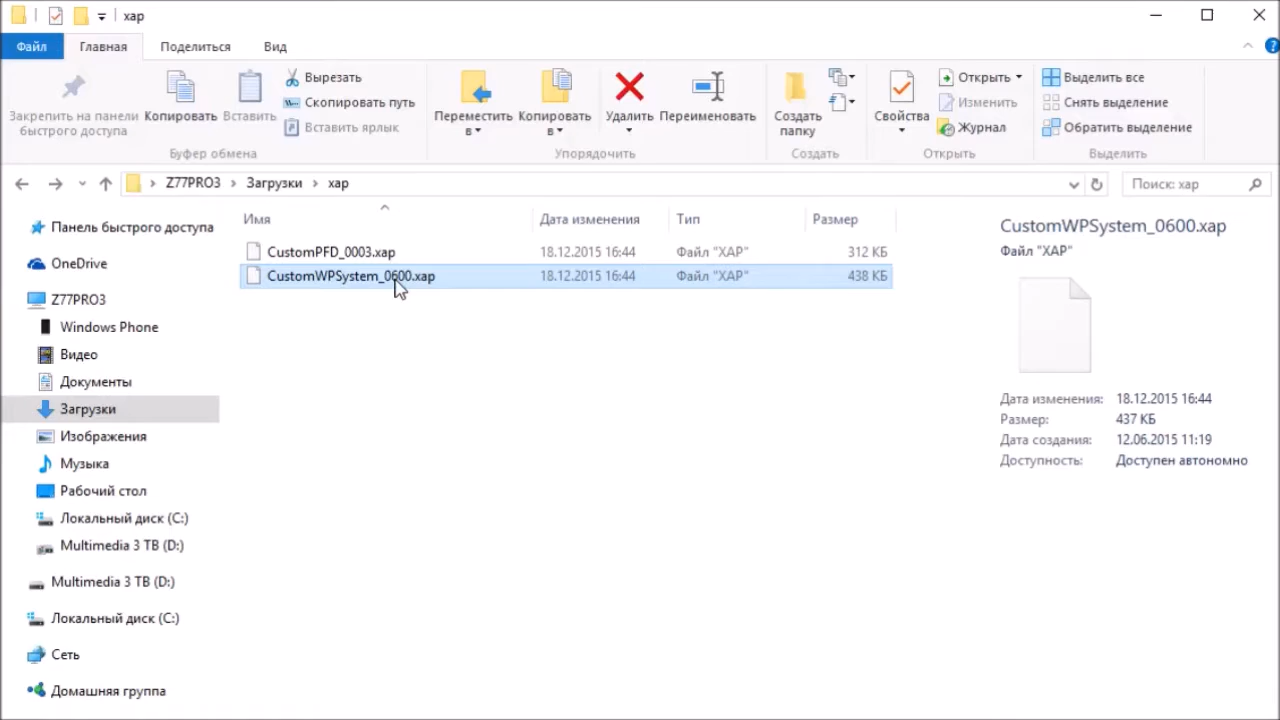 xap
Файл
Главная
Поделиться
Вид
Закрепить на панели
быстрого доступа
Копировать
Вставить
Вырезать
Скопировать путь
Вставить ярлык
Буфер обмена
Переместить
в
Копировать
в
Удалить
Переименовать
Упорядочить
Создать
папку
Создать
Свойства
Открыть
Изменить
Журнал
Открыть
Выделить все
Снять выделение
Обратить выделение
Выделить
Z77PRO3 › Загрузки › xap
Поиск: xap
Панель быстрого доступа
OneDrive
Z77PRO3
Windows Phone
Видео
Документы
Загрузки
Изображения
Музыка
Рабочий стол
Локальный диск (C:)
Multimedia 3 TB (D:)
Multimedia 3 TB (D:)
Локальный диск (C:)
Сеть
Домашняя группа
Имя Дата изменения Тип Размер
CustomPFD_0003.xap 18.12.2015 16:44 Файл "XAP" 312 КБ
CustomWPSystem_0600.xap 18.12.2015 16:44 Файл "XAP" 438 КБ
CustomWPSystem_0600.xap
Файл "XAP"
Дата изменения: 18.12.2015 16:44
Размер: 437 КБ
Дата создания: 12.06.2015 11:19
Доступность: Доступен автономно